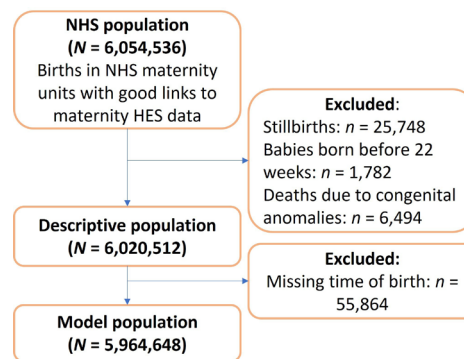 NHS population
(N = 6,054,536)
Births in NHS maternity
units with good links to
maternity HES data
Excluded:
Stillbirths: n = 25,748
Babies born before 22
weeks: n = 1,782
Deaths due to congenital
anomalies: n = 6,494
Descriptive population
(N = 6,020,512)
Excluded:
Missing time of birth: n =
55,864
Model population
(N = 5,964,648)